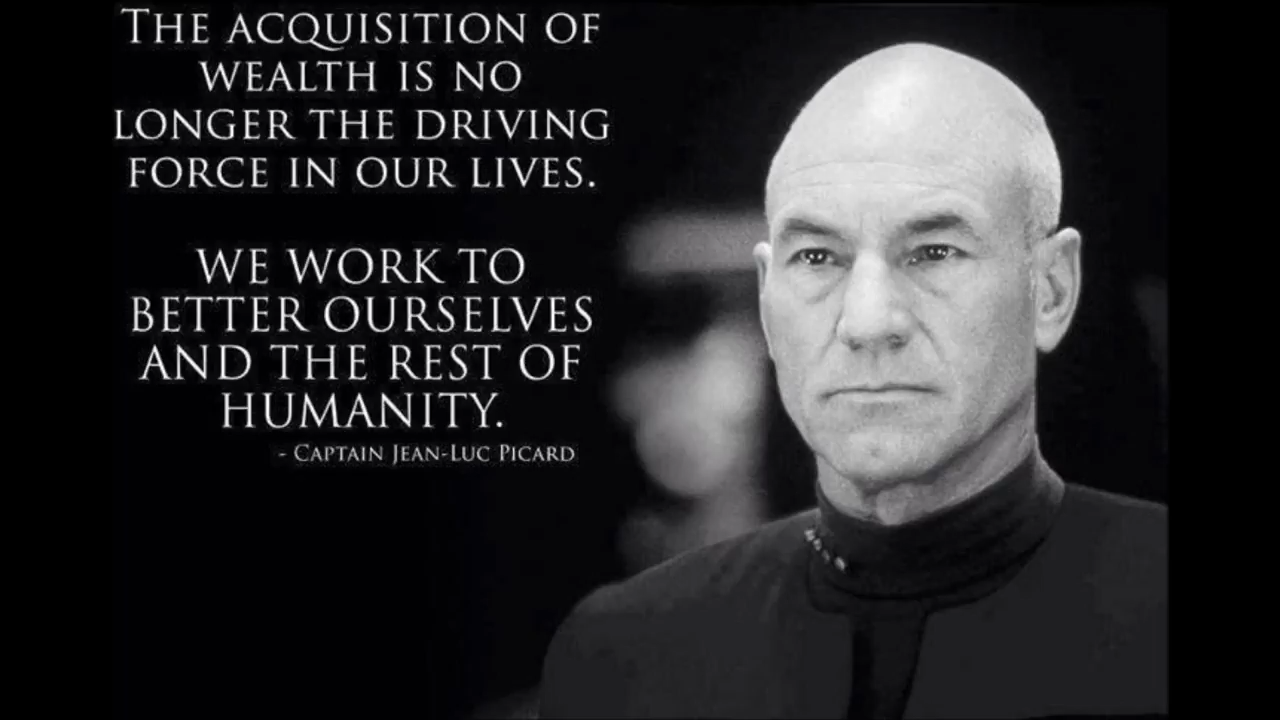 THE ACQUISITION OF
WEALTH IS NO
LONGER THE DRIVING
FORCE IN OUR LIVES.
WE WORK TO
BETTER OURSELVES
AND THE REST OF
HUMANITY.
- CAPTAIN JEAN-LUC PICARD